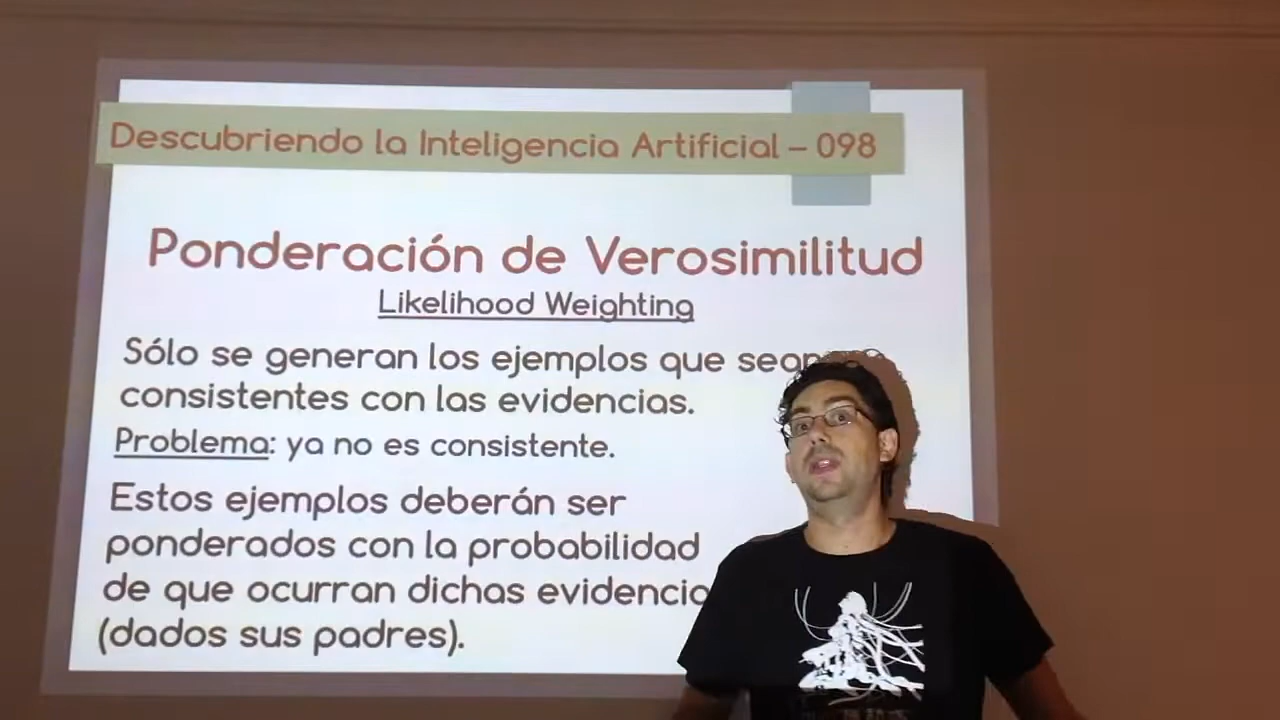 Descubriendo la Inteligencia Artificial – 098
Ponderación de Verosimilitud
Likelihood Weighting
Sólo se generan los ejemplos que sean
consistentes con las evidencias.
Problema: ya no es consistente.
Estos ejemplos deberán ser
ponderados con la probabilidad
de que ocurran dichas evidencia
(dados sus padres).